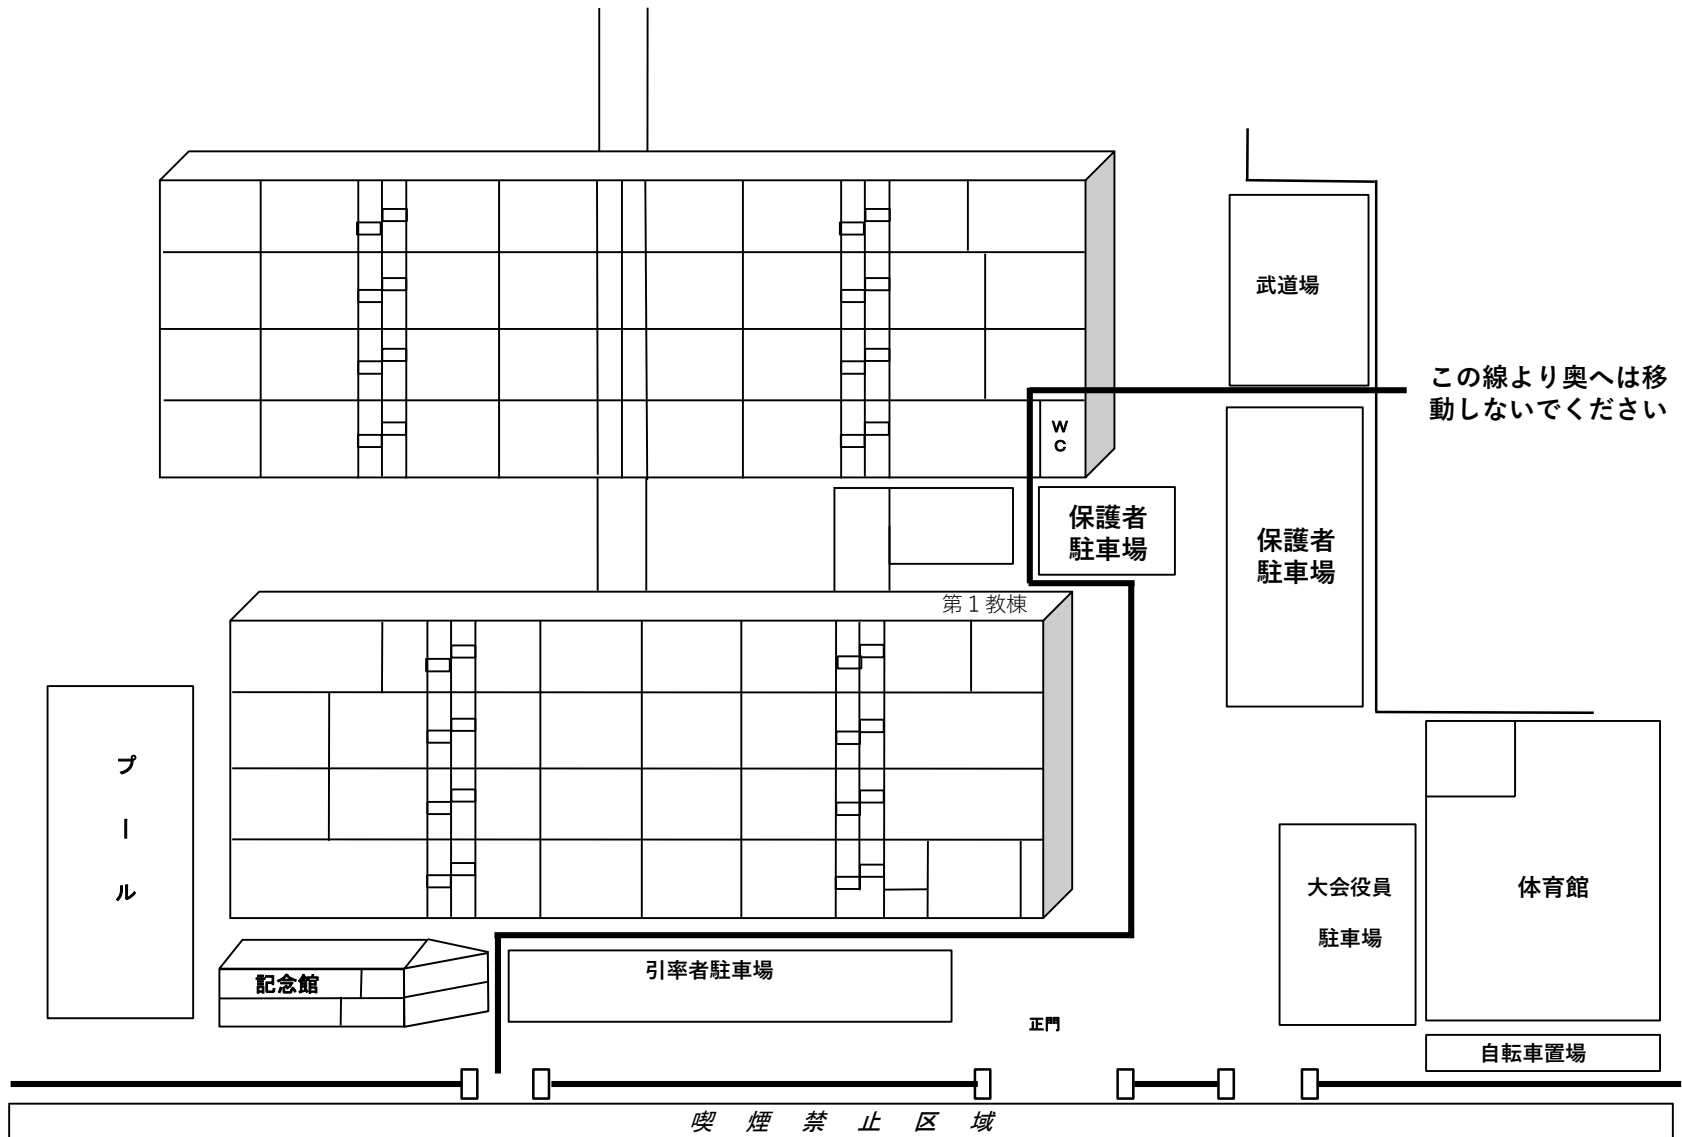 武道場
この線より奥へは移
動しないでください
W
C
保護者
駐車場
保護者
駐車場
第１教棟
プール
大会役員
駐車場
体育館
記念館
引率者駐車場
正門
自転車置場
喫煙禁止区域